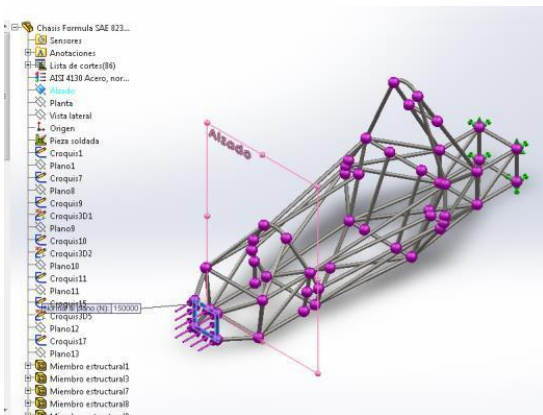 Chasis Formula SAE 823...
Sensores
Anotaciones
Lista de cortes(86)
AISI 4130 Acero, nor...
Alzado
Planta
Vista lateral
Origen
Pieza soldada
Croquis1
Plano1
Croquis7
Plano8
Croquis9
Croquis3D1
Plano9
Croquis10
Croquis3D2
Plano10
Croquis11
Plano11
Croquis15
Normal a plano (N): 150000
Croquis3D5
Plano12
Croquis17
Plano13
Miembro estructural1
Miembro estructural3
Miembro estructural7
Miembro estructural8
Alzado